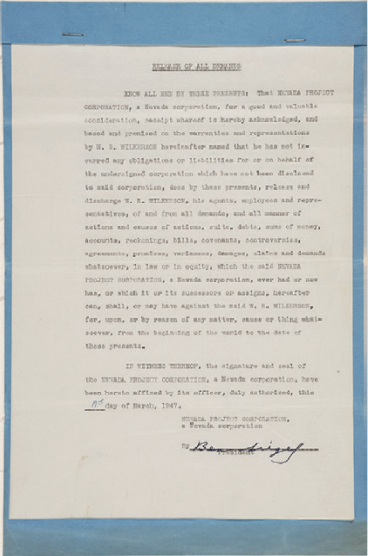 RELEASE OF ALL DEMANDS
KNOW ALL MEN BY THESE PRESENTS: That NEVADA PROJECT
CORPORATION, a Nevada corporation, for a good and valuable
consideration, receipt whereof is hereby acknowledged, and
based and premised on the warranties and representations
by W. R. WILKERSON hereinafter named that he has not in-
curred any obligations or liabilities for or on behalf of
the undersigned corporation which have not been disclosed
to said corporation, does by these presents, release and
discharge W. R. WILKERSON, his agents, employees and repre-
sentatives, of and from all demands, and all manner of
actions and causes of actions, suits, debts, sums of money,
accounts, reckonings, bills, covenants, controversies,
agreements, promises, variances, damages, claims and demands
whatsoever, in law or in equity, which the said NEVADA
PROJECT CORPORATION, a Nevada corporation, ever had or now
has, or which it or its successors or assigns, hereafter
can, shall, or may have against the said W. R. WILKERSON,
for, upon, or by reason of any matter, cause or thing what-
soever, from the beginning of the world to the date of
these presents.
IN WITNESS WHEREOF, the signature and seal of
the NEVADA PROJECT CORPORATION, a Nevada corporation, have
been hereto affixed by its officer, duly authorized, this
day of March, 1947.
NEVADA PROJECT CORPORATION,
a Nevada corporation
By Ben Siegel
President